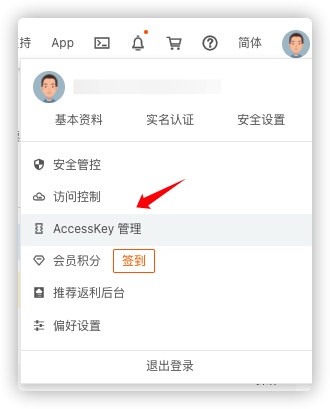 持 App 简体
基本资料 实名认证 安全设置
安全管控
访问控制
AccessKey 管理
会员积分 签到
推荐返利后台
偏好设置
退出登录